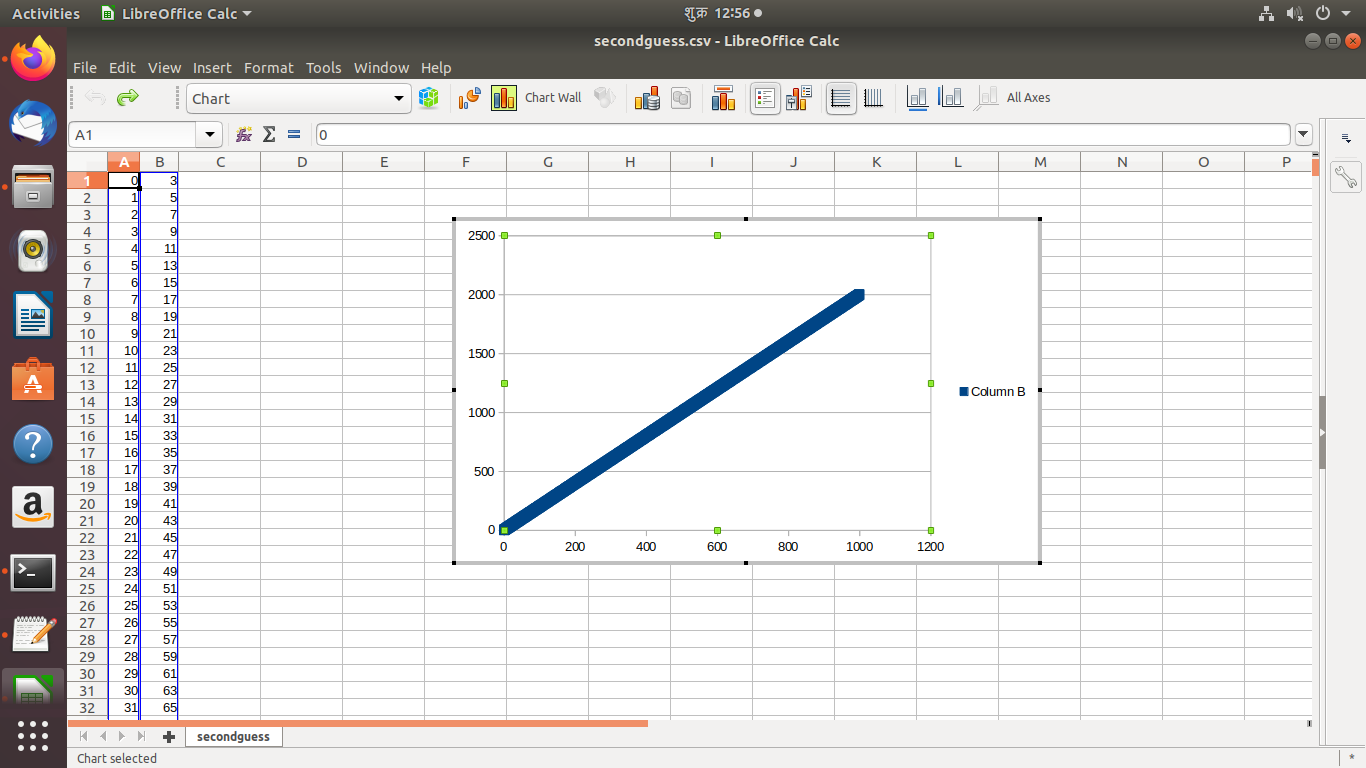 Activities LibreOffice Calc शुक्र 12:56
secondguess.csv - LibreOffice Calc
File Edit View Insert Format Tools Window Help
Chart Chart Wall All Axes
A1 0
A B C D E F G H I J K L M N O P
1 0 3
2 1 5
3 2 7
4 3 9
5 4 11
6 5 13
7 6 15
8 7 17
9 8 19
10 9 21
11 10 23
12 11 25
13 12 27
14 13 29
15 14 31
16 15 33
17 16 35
18 17 37
19 18 39
20 19 41
21 20 43
22 21 45
23 22 47
24 23 49
25 24 51
26 25 53
27 26 55
28 27 57
29 28 59
30 29 61
31 30 63
32 31 65
2500
2000
1500
1000
500
0
0 200 400 600 800 1000 1200
Column B
secondguess
Chart selected *